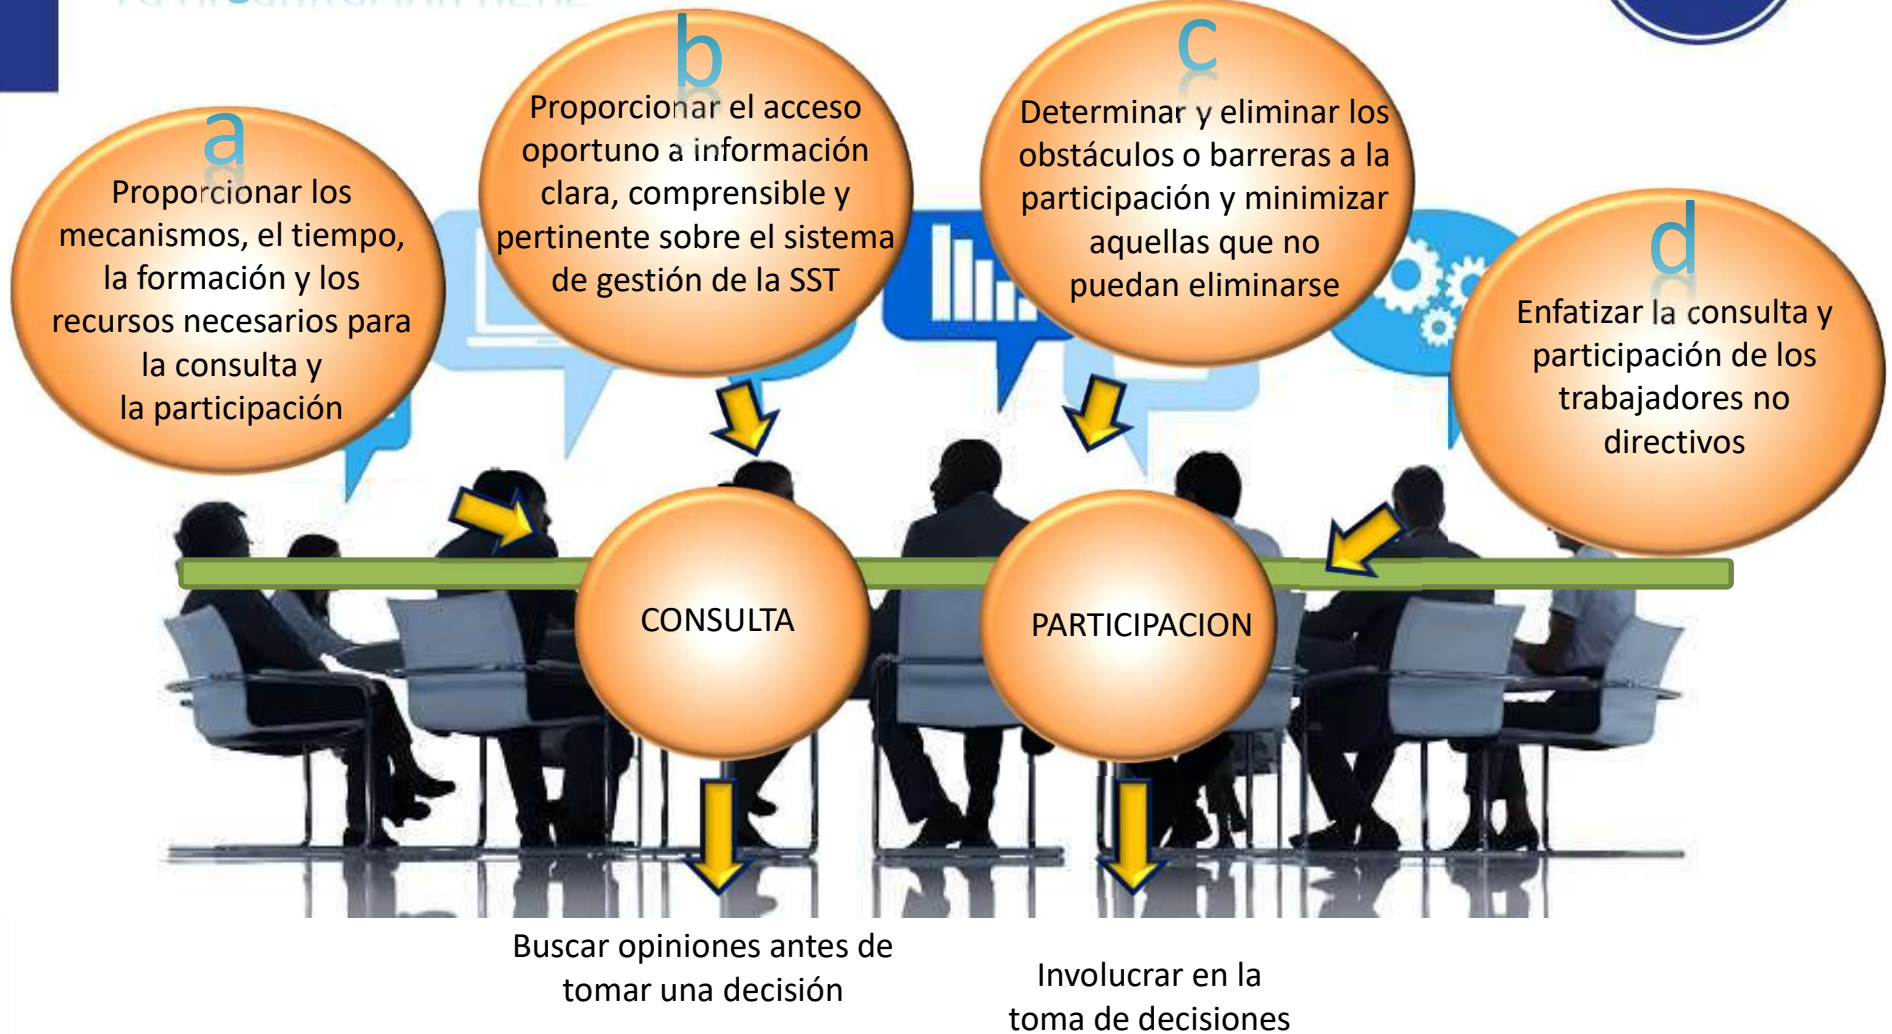 a
Proporcionar los
mecanismos, el tiempo,
la formación y los
recursos necesarios para
la consulta y
la participación
b
Proporcionar el acceso
oportuno a información
clara, comprensible y
pertinente sobre el sistema
de gestión de la SST
c
Determinar y eliminar los
obstáculos o barreras a la
participación y minimizar
aquellas que no
puedan eliminarse
d
Enfatizar la consulta y
participación de los
trabajadores no
directivos
CONSULTA
PARTICIPACION
Buscar opiniones antes de
tomar una decisión
Involucrar en la
toma de decisiones